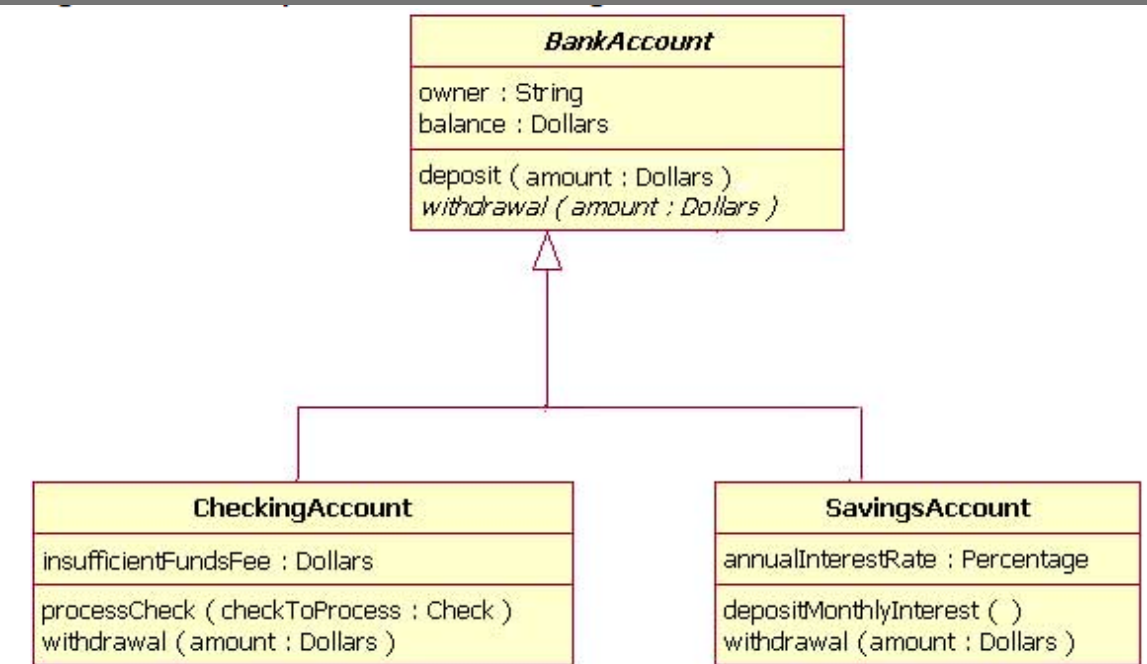 BankAccount
owner : String
balance : Dollars
deposit ( amount : Dollars )
withdrawal ( amount : Dollars )
CheckingAccount
insufficientFundsFee : Dollars
processCheck ( checkToProcess : Check )
withdrawal ( amount : Dollars )
SavingsAccount
annualInterestRate : Percentage
depositMonthlyInterest ( )
withdrawal ( amount : Dollars )